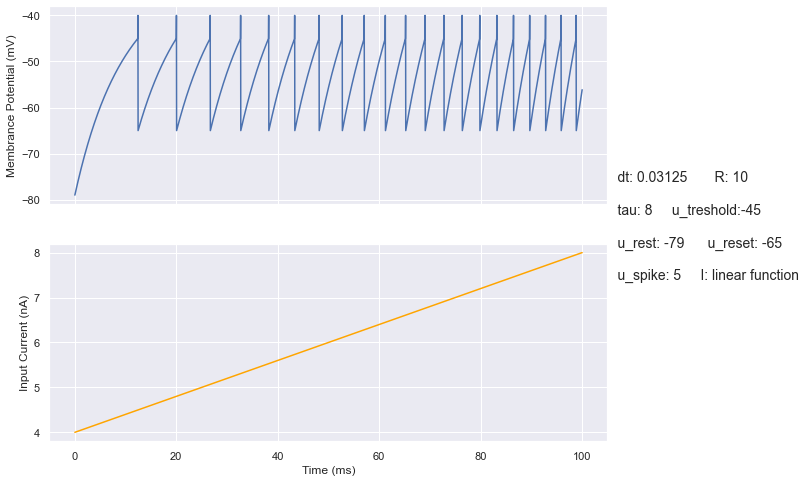 −40
−50
−60
−70
−80
Membrance Potential (mV)
8
7
6
5
4
Input Current (nA)
0 20 40 60 80 100
Time (ms)
dt: 0.03125 R: 10
tau: 8 u_treshold:-45
u_rest: -79 u_reset: -65
u_spike: 5 I: linear function